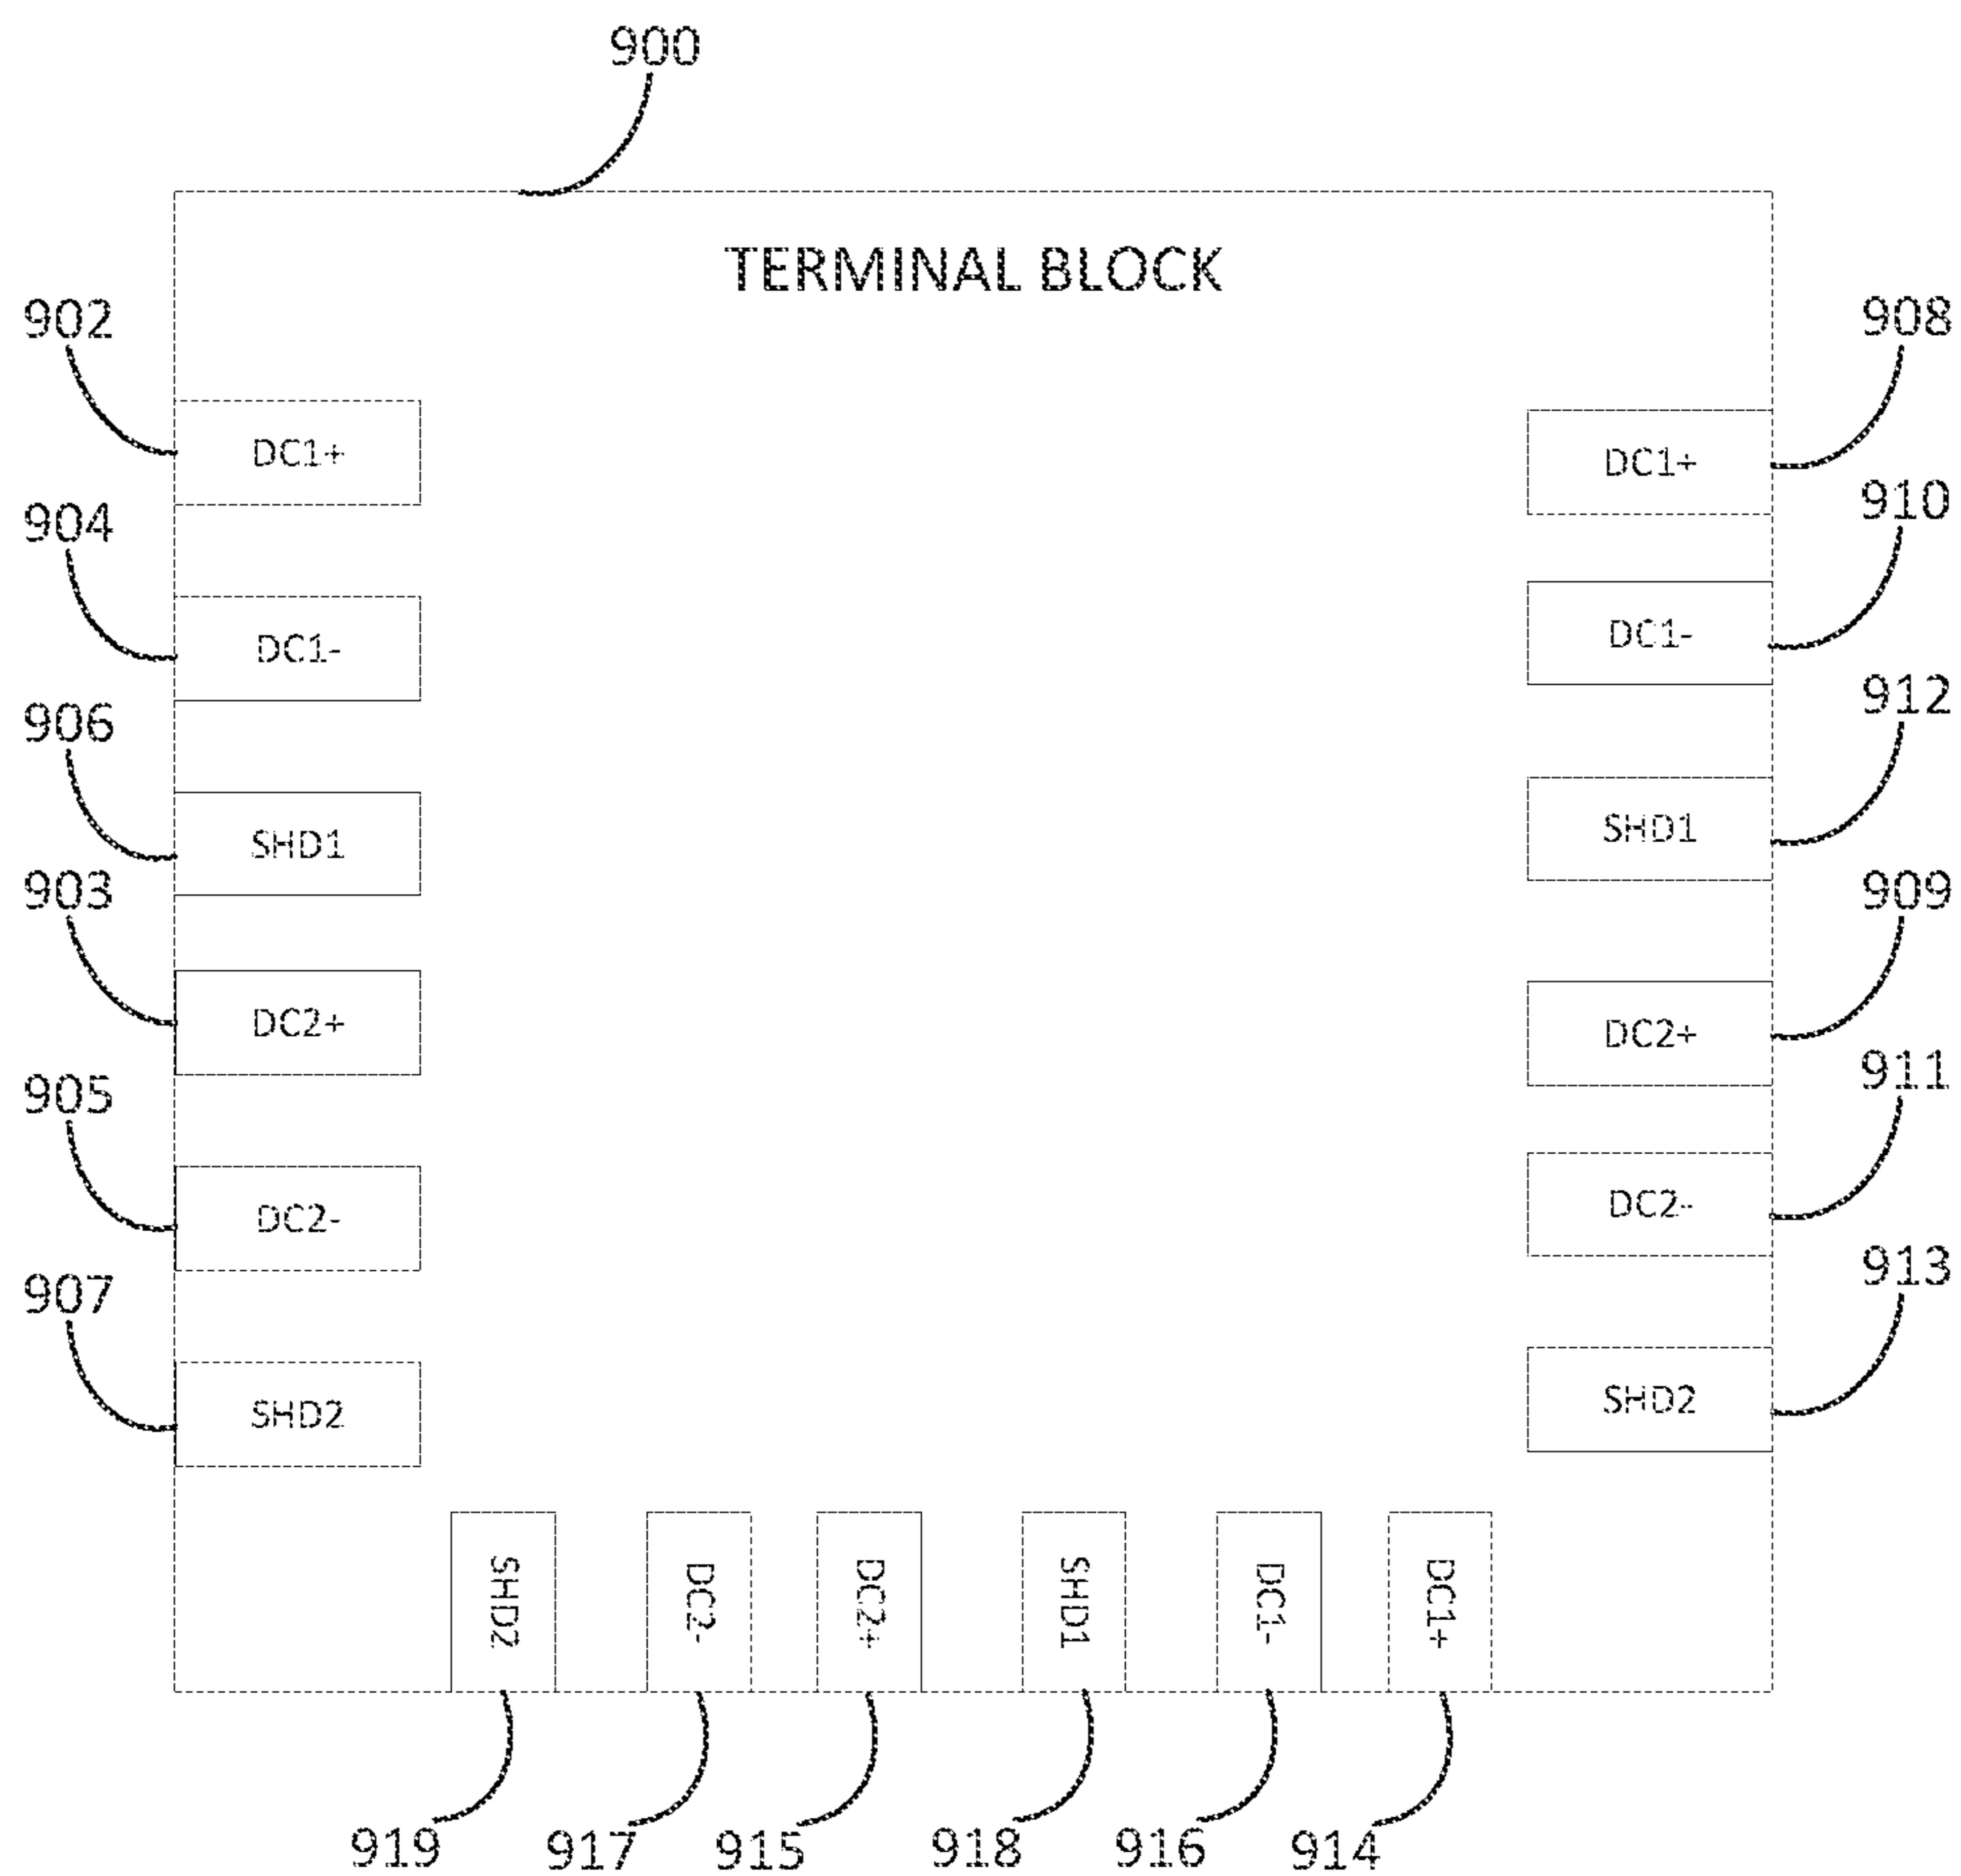 900
TERMINAL BLOCK
902
908
DC1+
DC1+
904
910
DC1-
DC1-
906
912
SHD1
SHD1
903
909
DC2+
DC2+
905
911
DC2-
DC2-
907
913
SHD2
SHD2
SHD2
DC2-
DC2+
SHD1
DC1-
DC1+
919
917
915
918
916
914